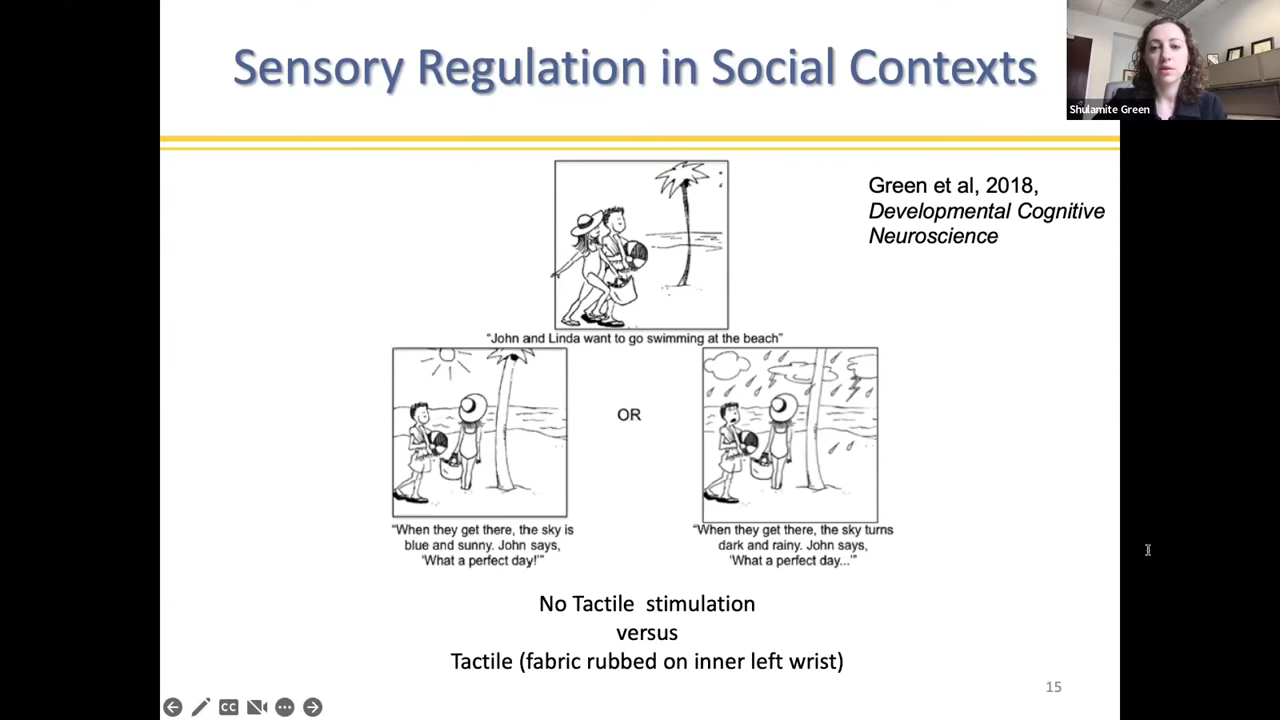 Sensory Regulation in Social Contexts
Shulamite Green
Green et al, 2018,
Developmental Cognitive
Neuroscience
"John and Linda want to go swimming at the beach"
OR
"When they get there, the sky is
blue and sunny. John says,
'What a perfect day!'"
"When they get there, the sky turns
dark and rainy. John says,
'What a perfect day...'"
No Tactile stimulation
versus
Tactile (fabric rubbed on inner left wrist)
15
CC